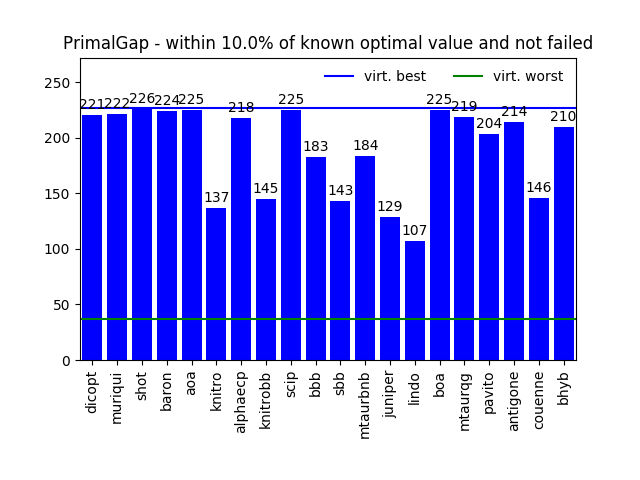 PrimalGap - within 10.0% of known optimal value and not failed
virt. best
virt. worst
250
200
150
100
50
0
221
222
226
224
225
137
218
145
225
183
143
184
129
107
225
219
204
214
146
210
dicopt
muriqui
shot
baron
aoa
knitro
alphaecp
knitrobb
scip
bbb
sbb
mtaurbnb
juniper
lindo
boa
mtaurqg
pavito
antigone
couenne
bhyb